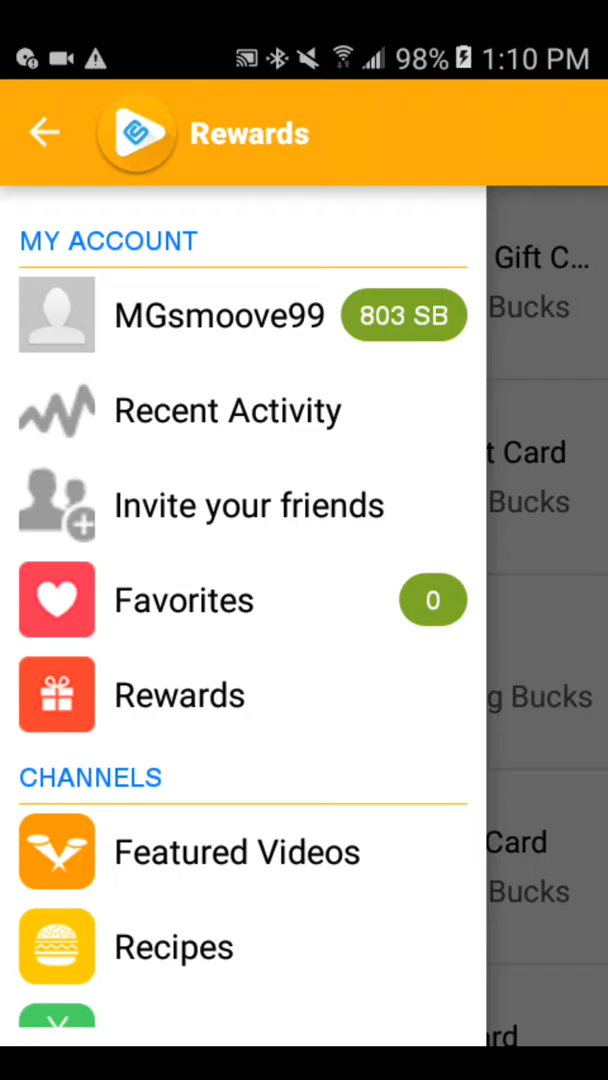 98% 1:10 PM
Rewards
MY ACCOUNT
Gift C...
MGsmoove99 803 SB
Bucks
Recent Activity
t Card
Invite your friends
Bucks
Favorites 0
Rewards
g Bucks
CHANNELS
Featured Videos
Card
Bucks
Recipes
rd